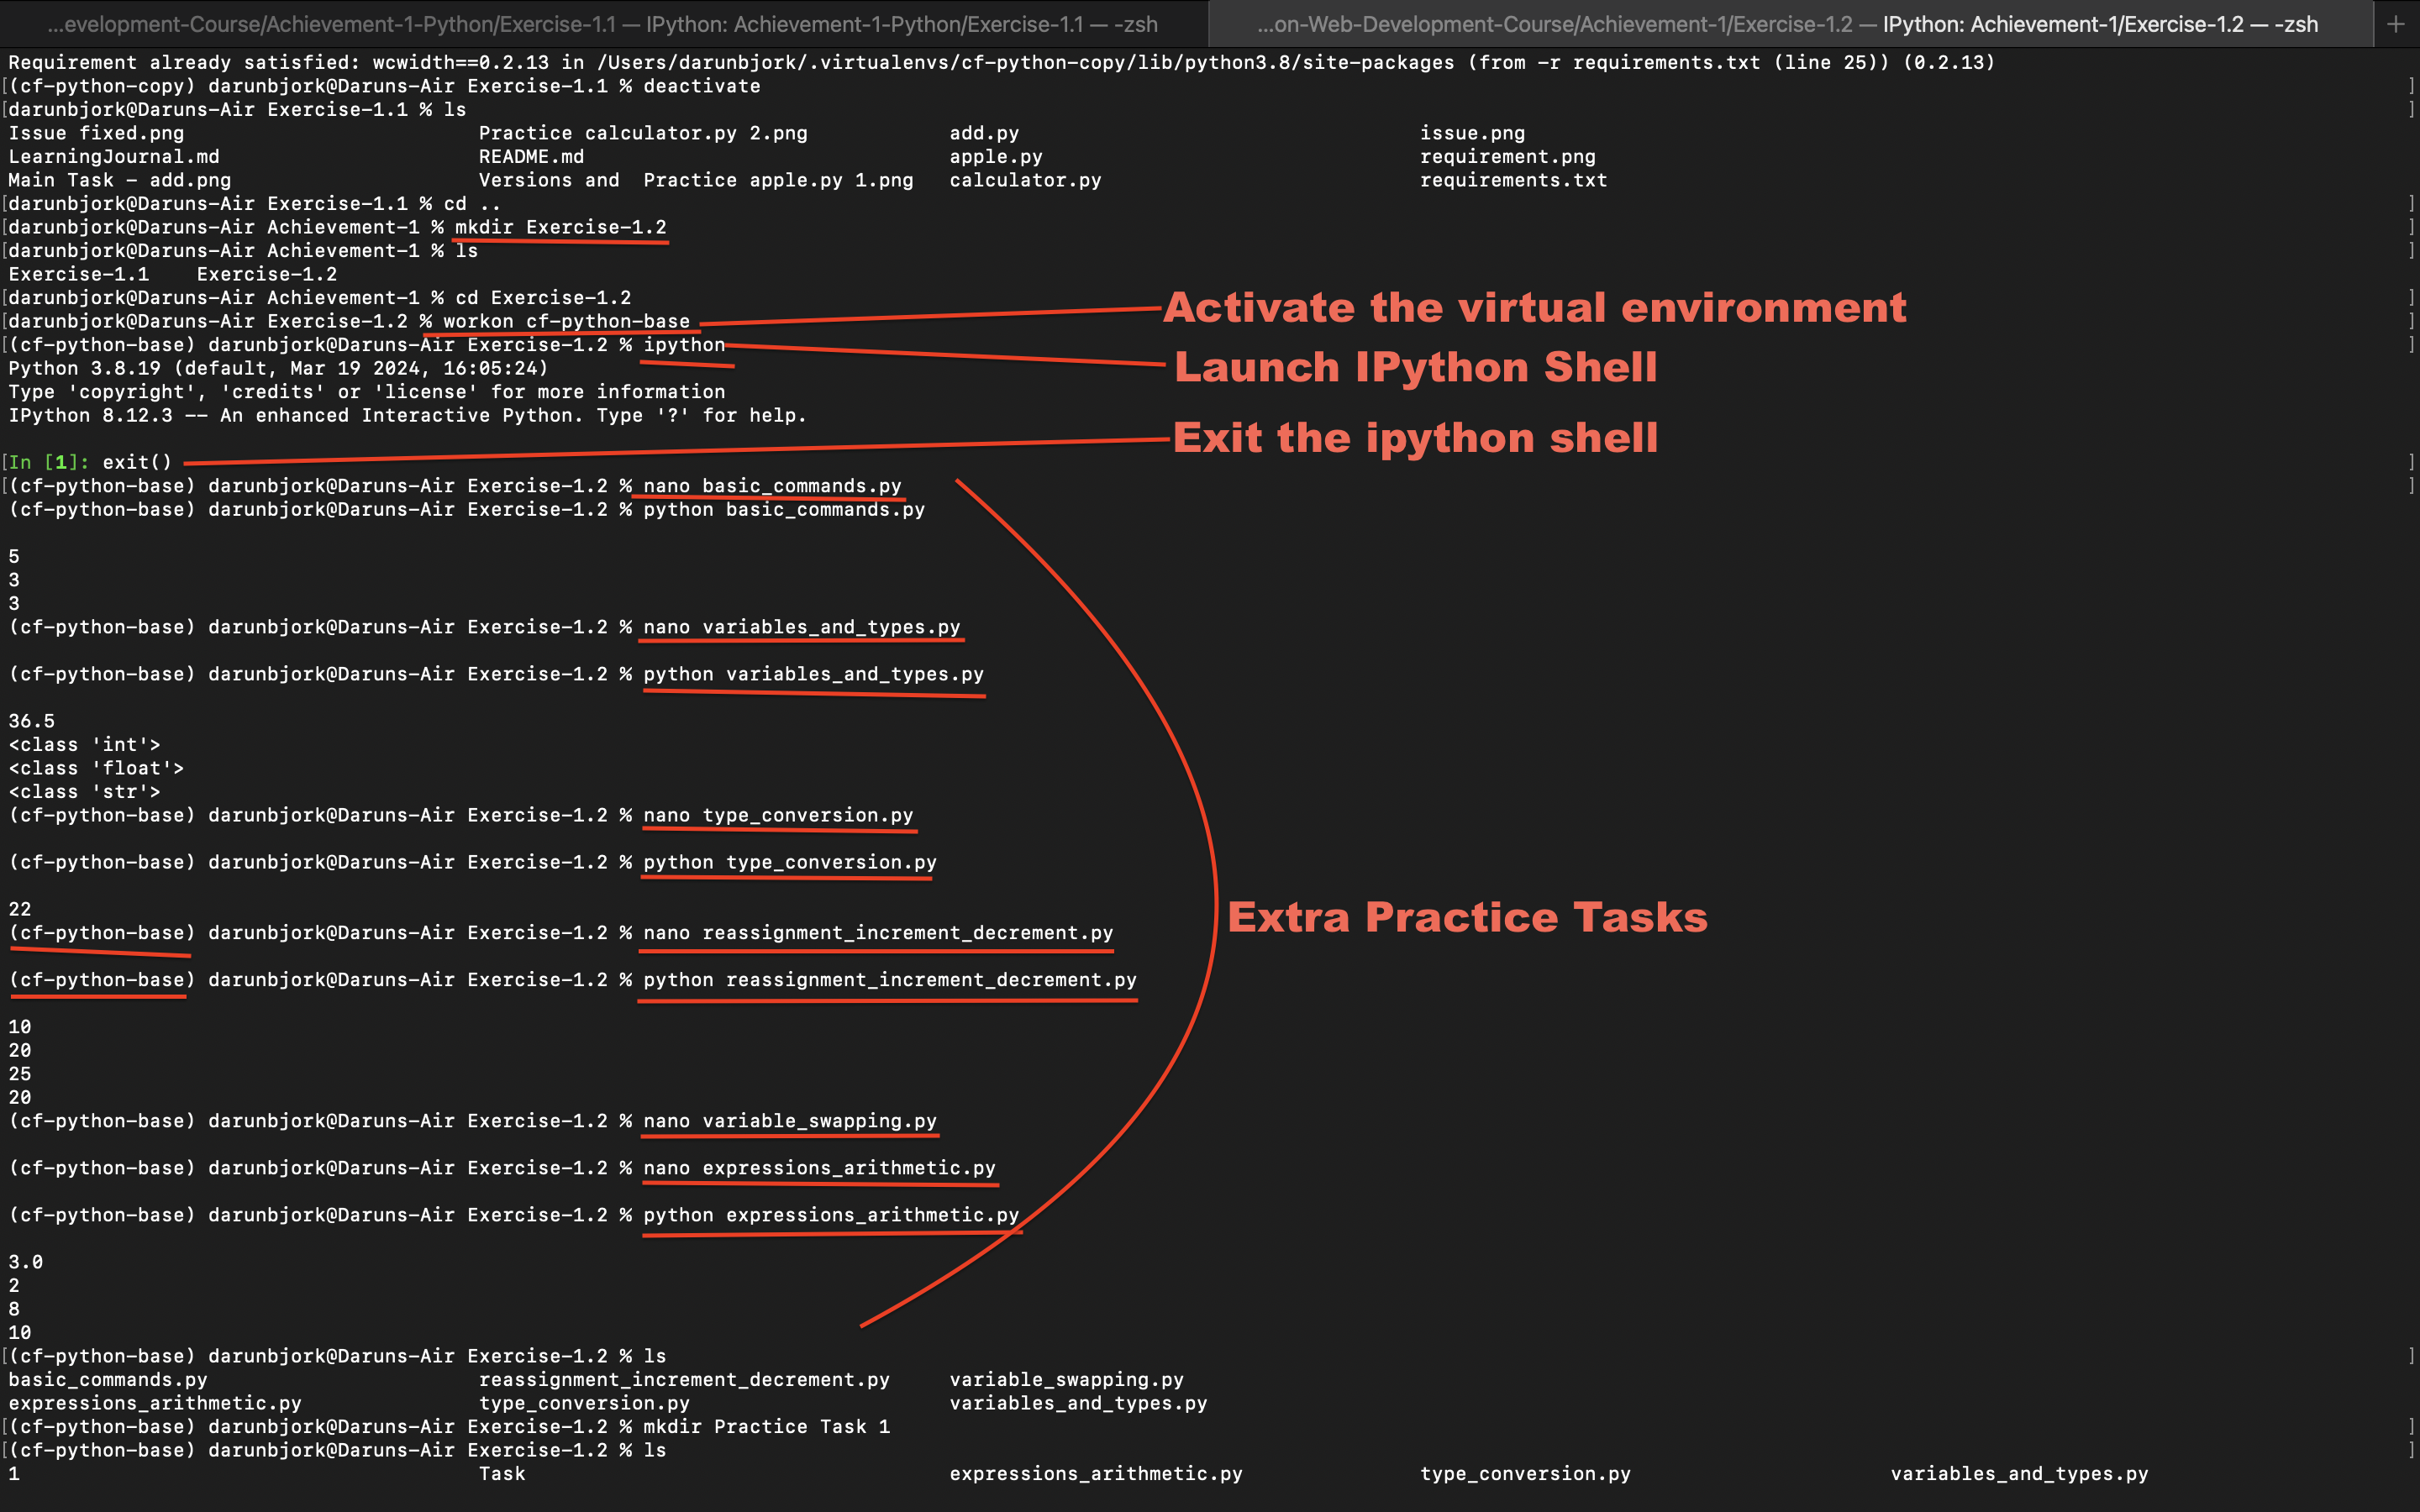 ...evelopment-Course/Achievement-1-Python/Exercise-1.1 — IPython: Achievement-1-Python/Exercise-1.1 — -zsh
...on-Web-Development-Course/Achievement-1/Exercise-1.2 — IPython: Achievement-1/Exercise-1.2 — -zsh +
Requirement already satisfied: wcwidth==0.2.13 in /Users/darunbjork/.virtualenvs/cf-python-copy/lib/python3.8/site-packages (from -r requirements.txt (line 25)) (0.2.13)
[(cf-python-copy) darunbjork@Daruns-Air Exercise-1.1 % deactivate ]
[darunbjork@Daruns-Air Exercise-1.1 % ls ]
Issue fixed.png Practice calculator.py 2.png add.py issue.png
LearningJournal.md README.md apple.py requirement.png
Main Task - add.png Versions and  Practice apple.py 1.png calculator.py requirements.txt
[darunbjork@Daruns-Air Exercise-1.1 % cd .. ]
[darunbjork@Daruns-Air Achievement-1 % mkdir Exercise-1.2 ]
[darunbjork@Daruns-Air Achievement-1 % ls ]
Exercise-1.1 Exercise-1.2
[darunbjork@Daruns-Air Achievement-1 % cd Exercise-1.2 ]
[darunbjork@Daruns-Air Exercise-1.2 % workon cf-python-base ]
Activate the virtual environment
[(cf-python-base) darunbjork@Daruns-Air Exercise-1.2 % ipython ]
Launch IPython Shell
Python 3.8.19 (default, Mar 19 2024, 16:05:24)
Type 'copyright', 'credits' or 'license' for more information
IPython 8.12.3 -- An enhanced Interactive Python. Type '?' for help.
Exit the ipython shell
[In [1]: exit() ]
[(cf-python-base) darunbjork@Daruns-Air Exercise-1.2 % nano basic_commands.py ]
(cf-python-base) darunbjork@Daruns-Air Exercise-1.2 % python basic_commands.py
5
3
3
(cf-python-base) darunbjork@Daruns-Air Exercise-1.2 % nano variables_and_types.py
(cf-python-base) darunbjork@Daruns-Air Exercise-1.2 % python variables_and_types.py
36.5
<class 'int'>
<class 'float'>
<class 'str'>
(cf-python-base) darunbjork@Daruns-Air Exercise-1.2 % nano type_conversion.py
(cf-python-base) darunbjork@Daruns-Air Exercise-1.2 % python type_conversion.py
22
Extra Practice Tasks
(cf-python-base) darunbjork@Daruns-Air Exercise-1.2 % nano reassignment_increment_decrement.py
(cf-python-base) darunbjork@Daruns-Air Exercise-1.2 % python reassignment_increment_decrement.py
10
20
25
20
(cf-python-base) darunbjork@Daruns-Air Exercise-1.2 % nano variable_swapping.py
(cf-python-base) darunbjork@Daruns-Air Exercise-1.2 % nano expressions_arithmetic.py
(cf-python-base) darunbjork@Daruns-Air Exercise-1.2 % python expressions_arithmetic.py
3.0
2
8
10
[(cf-python-base) darunbjork@Daruns-Air Exercise-1.2 % ls ]
basic_commands.py reassignment_increment_decrement.py variable_swapping.py
expressions_arithmetic.py type_conversion.py variables_and_types.py
[(cf-python-base) darunbjork@Daruns-Air Exercise-1.2 % mkdir Practice Task 1 ]
[(cf-python-base) darunbjork@Daruns-Air Exercise-1.2 % ls ]
1 Task expressions_arithmetic.py type_conversion.py variables_and_types.py